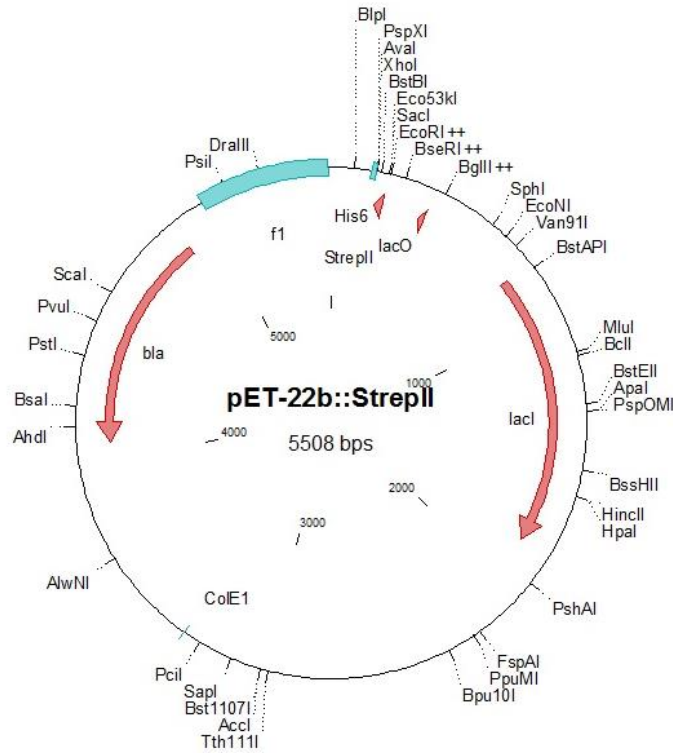 BlpI
PspXI
AvaI
XhoI
BstBI
Eco53kI
SacI
EcoRI ++
BseRI ++
BglII ++
SphI
EcoNI
Van91I
BstAPI
MluI
BclI
BstEII
ApaI
PspOMI
BssHII
HincII
HpaI
PshAI
FspAI
PpuMI
Bpu10I
Tth111I
AccI
Bst1107I
SapI
PciI
AlwNI
AhdI
BsaI
PstI
PvuI
ScaI
PsiI
DraIII
f1
His6
lacO
StrepII
bla
lacI
ColE1
1000
2000
3000
4000
5000
pET-22b::StrepII
5508 bps